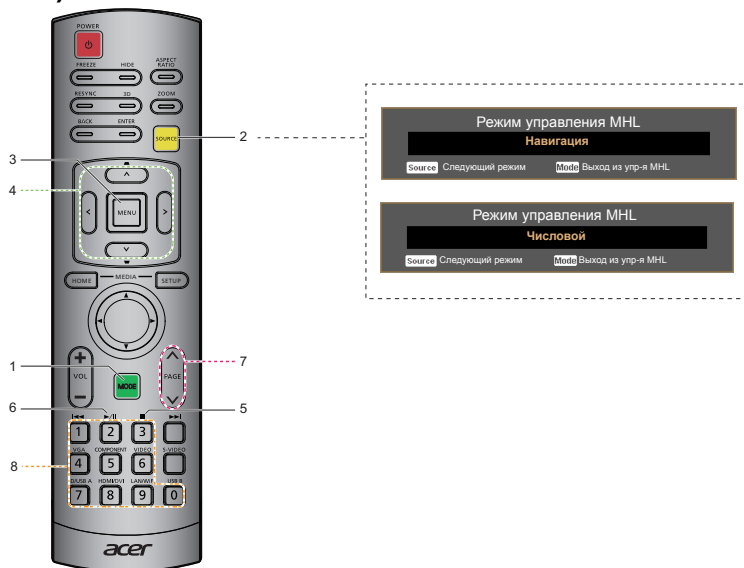 POWER
FREEZE HIDE ASPECT RATIO
RESYNC 3D ZOOM
BACK ENTER
SOURCE
2
3
4
MENU
HOME MEDIA SETUP
VOL
MODE
PAGE
1
7
6
5
1 2 3
VGA COMPONENT VIDEO S-VIDEO
4 5 6
8
D/USB A HDMI/DVI LAN/WiFi USB B
7 8 9 0
acer
Режим управления MHL
Навигация
Source Следующий режим Mode Выход из упр-я MHL
Режим управления MHL
Числовой
Source Следующий режим Mode Выход из упр-я MHL